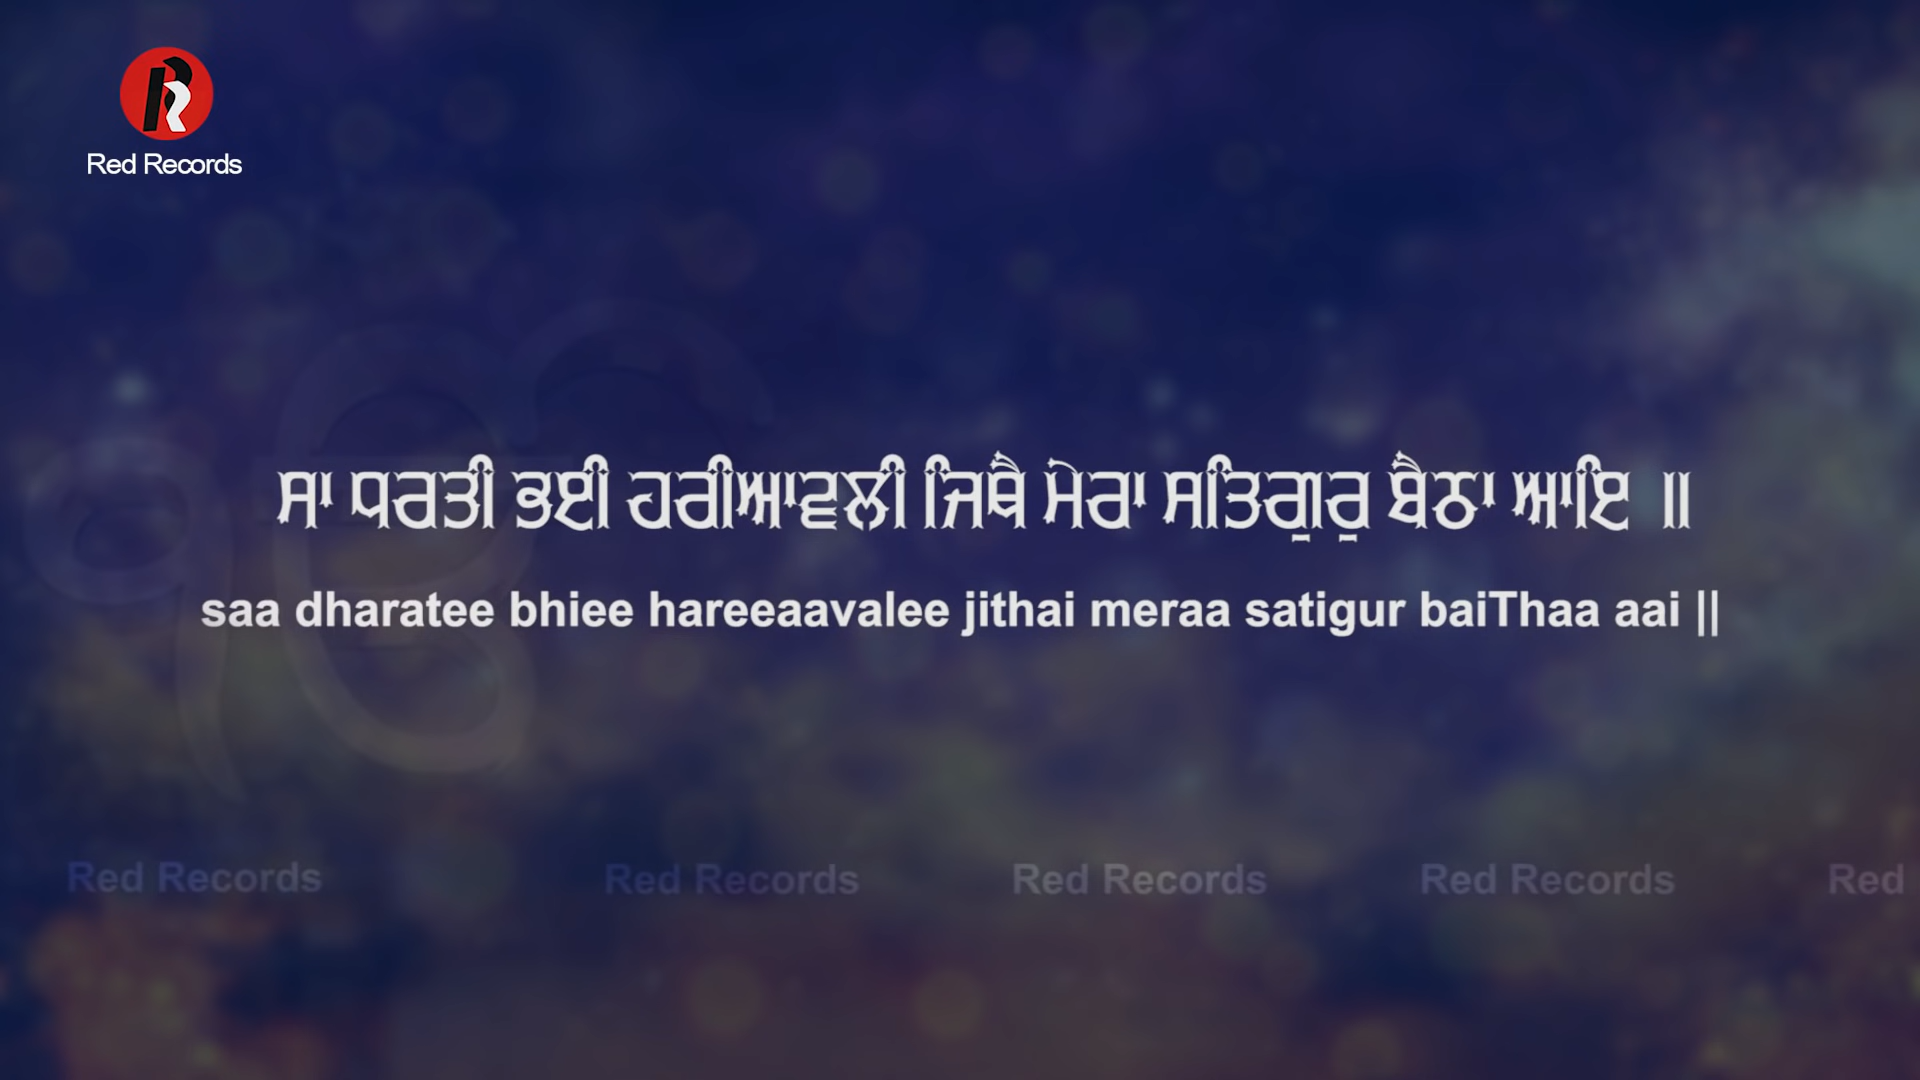 Red Records
ਸਾ ਧਰਤੀ ਭਈ ਹਰੀਆਵਲੀ ਜਿਥੈ ਮੇਰਾ ਸਤਿਗੁਰੁ ਬੈਠਾ ਆਇ ॥
saa dharatee bhiee hareeaavalee jithai meraa satigur baiThaa aai ||
Red Records Red Records Red Records Red Records Red